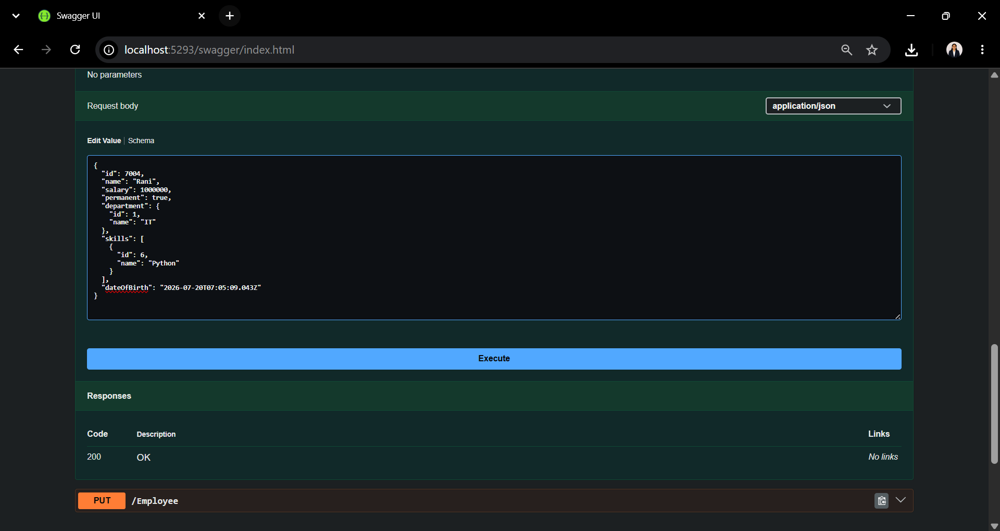 Swagger UI
localhost:5293/swagger/index.html
No parameters
Request body
application/json
Edit Value | Schema
{
  "id": 7004,
  "name": "Rani",
  "salary": 1000000,
  "permanent": true,
  "department": {
    "id": 1,
    "name": "IT"
  },
  "skills": [
    {
      "id": 6,
      "name": "Python"
    }
  ],
  "dateOfBirth": "2026-07-20T07:05:09.043Z"
}
Execute
Responses
Code Description Links
200 OK No links
PUT /Employee